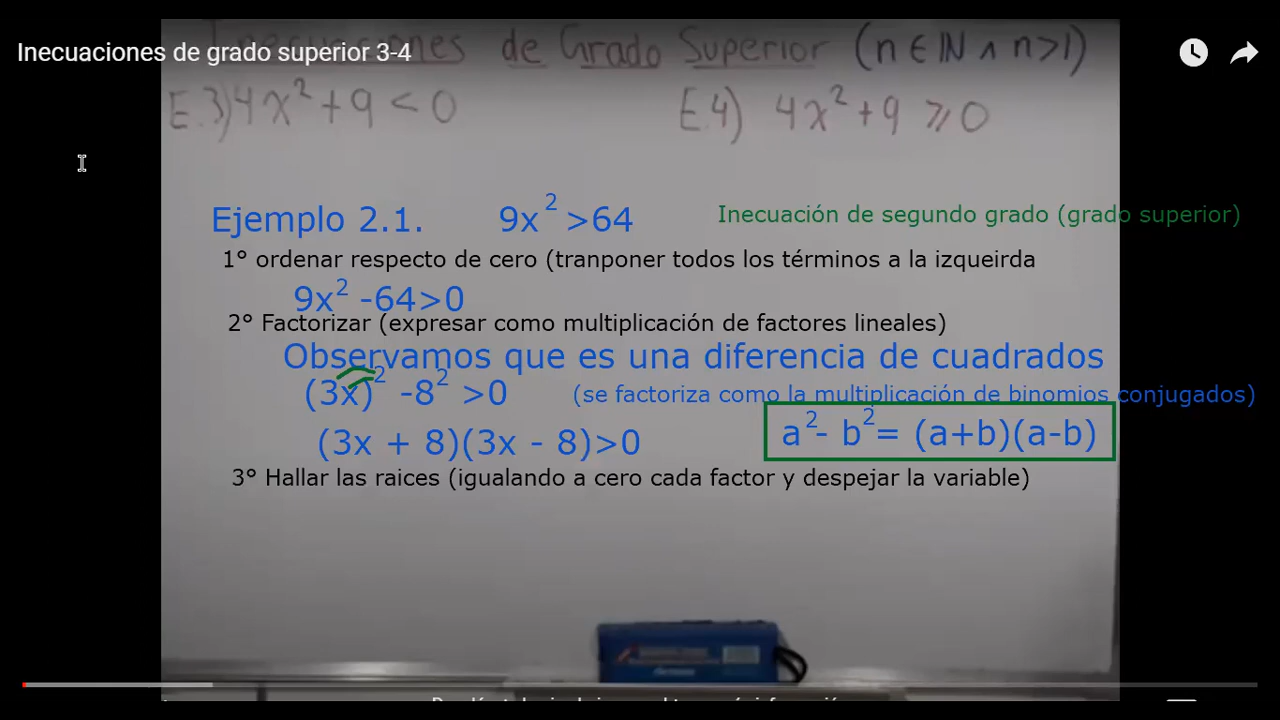 Inecuaciones de grado superior 3-4
Inecuaciones de Grado Superior (n ∈ ℕ ∧ n>1)
E.3) 4x² + 9 < 0
E.4) 4x² + 9 ⩾ 0
Ejemplo 2.1. 9x² >64 Inecuación de segundo grado (grado superior)
1° ordenar respecto de cero (tranponer todos los términos a la izqueirda
9x² -64>0
2° Factorizar (expresar como multiplicación de factores lineales)
Observamos que es una diferencia de cuadrados
(3x)² -8² >0 (se factoriza como la multiplicación de binomios conjugados)
(3x + 8)(3x - 8)>0 a²- b²= (a+b)(a-b)
3° Hallar las raices (igualando a cero cada factor y despejar la variable)